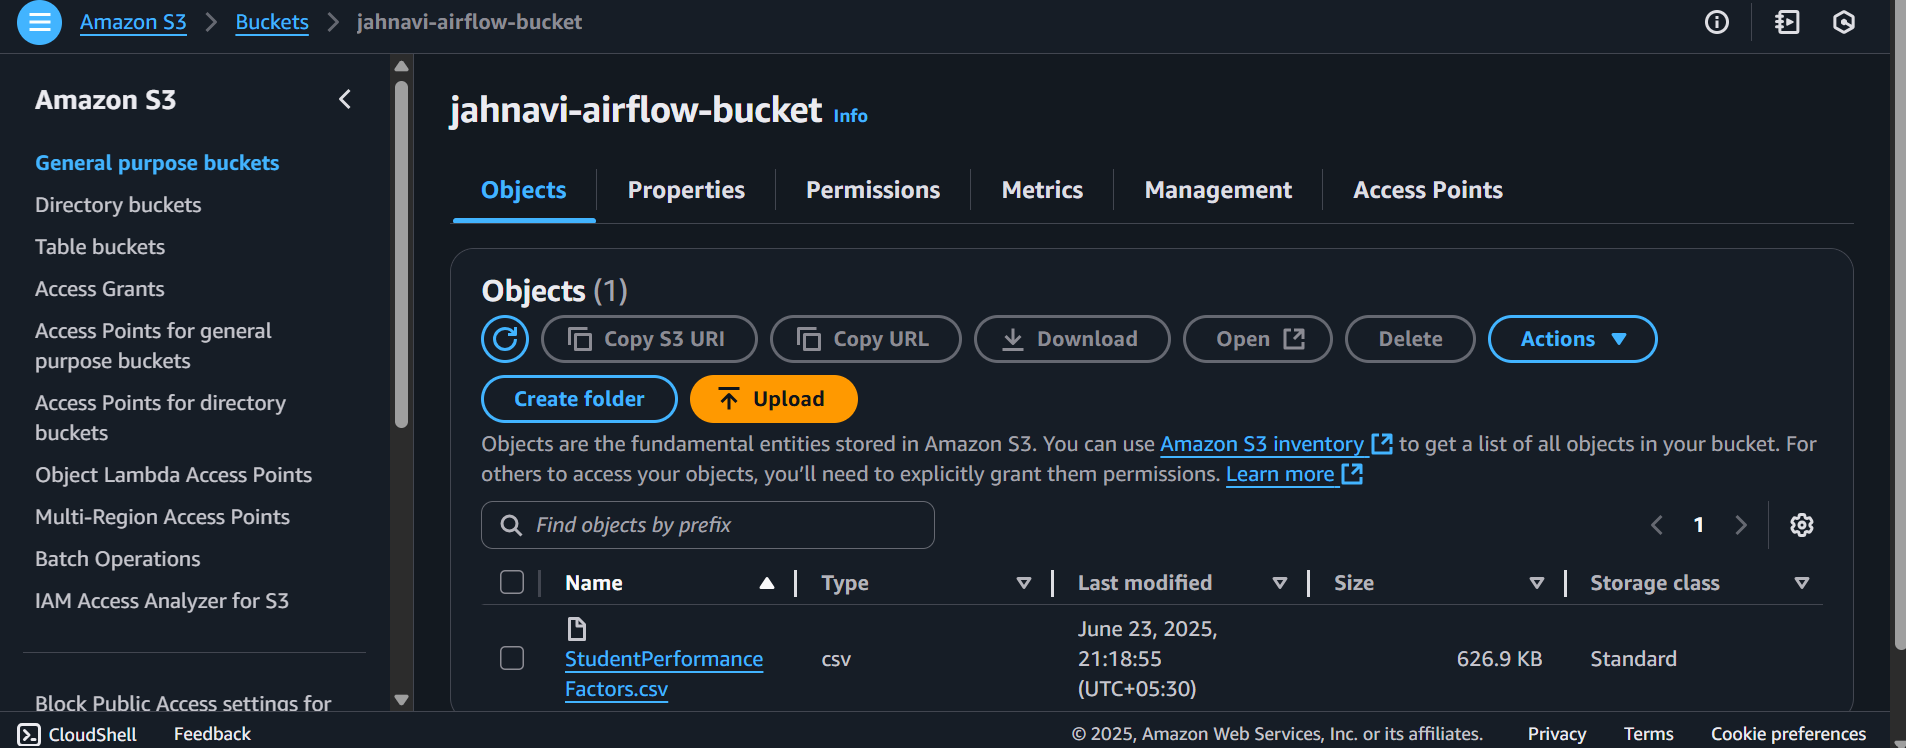 Amazon S3 > Buckets > jahnavi-airflow-bucket
Amazon S3
General purpose buckets
Directory buckets
Table buckets
Access Grants
Access Points for general
purpose buckets
Access Points for directory
buckets
Object Lambda Access Points
Multi-Region Access Points
Batch Operations
IAM Access Analyzer for S3
Block Public Access settings for
jahnavi-airflow-bucket Info
Objects Properties Permissions Metrics Management Access Points
Objects (1)
Copy S3 URI Copy URL Download Open Delete Actions
Create folder Upload
Objects are the fundamental entities stored in Amazon S3. You can use Amazon S3 inventory to get a list of all objects in your bucket. For
others to access your objects, you’ll need to explicitly grant them permissions. Learn more
Find objects by prefix
1
Name Type Last modified Size Storage class
StudentPerformance
Factors.csv
csv
June 23, 2025,
21:18:55
(UTC+05:30)
626.9 KB
Standard
CloudShell Feedback © 2025, Amazon Web Services, Inc. or its affiliates. Privacy Terms Cookie preferences